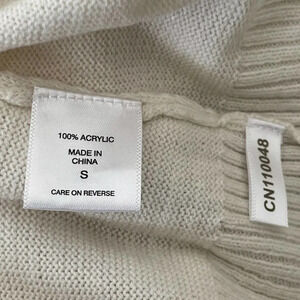 100% ACRYLIC
MADE IN
CHINA
S
CARE ON REVERSE
CN110048